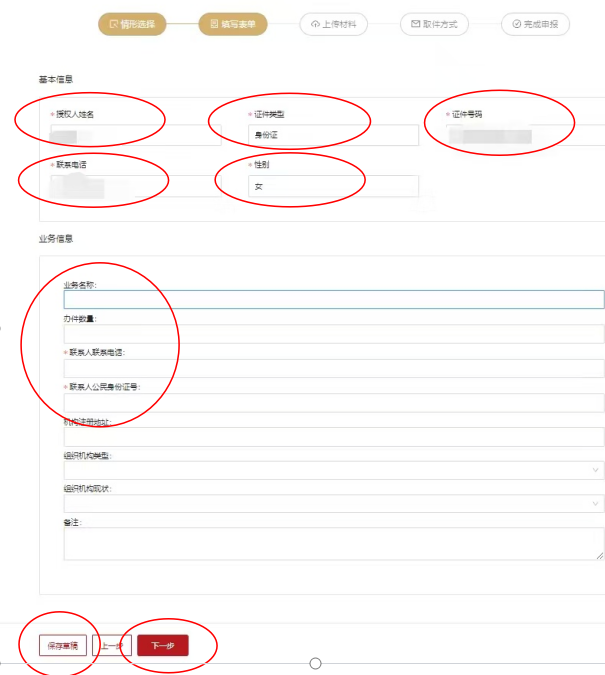 情形选择 填写表单 上传材料 取件方式 完成申报
基本信息
* 授权人姓名 * 证件类型 * 证件号码
身份证
* 联系电话 * 性别
女
业务信息
业务名称:
办件数量:
* 联系人联系电话:
* 联系人公民身份证号:
机构注册地址:
组织机构类型:
组织机构现状:
备注:
保存草稿 上一步 下一步